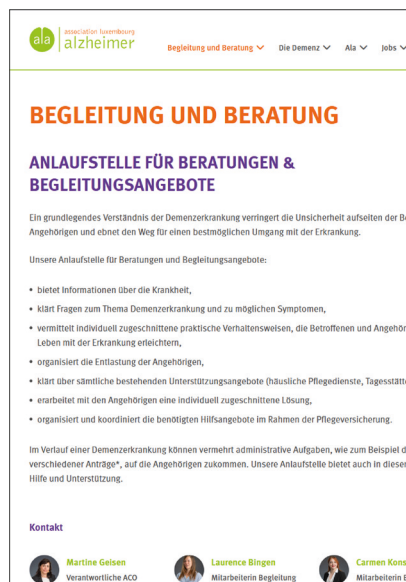 ala association luxembourg
alzheimer
Begleitung und Beratung Die Demenz Ala Jobs
BEGLEITUNG UND BERATUNG
ANLAUFSTELLE FÜR BERATUNGEN &
BEGLEITUNGSANGEBOTE
Ein grundlegendes Verständnis der Demenzerkrankung verringert die Unsicherheit aufseiten der
Angehörigen und ebnet den Weg für einen bestmöglichen Umgang mit der Erkrankung.
Unsere Anlaufstelle für Beratungen und Begleitungsangebote:
• bietet Informationen über die Krankheit,
• klärt Fragen zum Thema Demenzerkrankung und zu möglichen Symptomen,
• vermittelt individuell zugeschnittene praktische Verhaltensweisen, die Betroffenen und
Leben mit der Erkrankung erleichtern,
• organisiert die Entlastung der Angehörigen,
• klärt über sämtliche bestehenden Unterstützungsangebote (häusliche Pflegedienste,
• erarbeitet mit den Angehörigen eine individuell zugeschnittene Lösung,
• organisiert und koordiniert die benötigten Hilfsangebote im Rahmen der Pflegeversicherung.
Im Verlauf einer Demenzerkrankung können vermehrt administrative Aufgaben, wie zum Beispiel
verschiedener Anträge*, auf die Angehörigen zukommen. Unsere Anlaufstelle bietet auch in
Hilfe und Unterstützung.
Kontakt
Martine Geisen Laurence Bingen Carmen
Verantwortliche ACO Mitarbeiterin Begleitung Mitarbeiterin